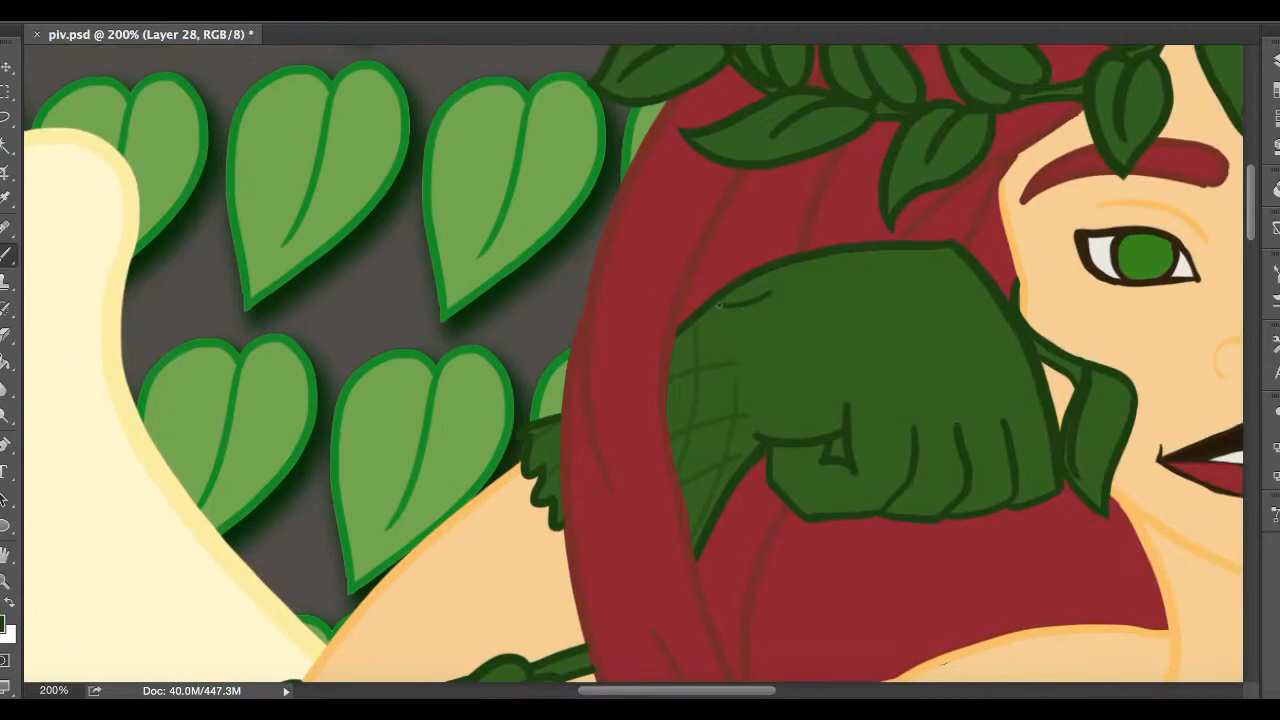 × piv.psd @ 200% (Layer 28, RGB/8) *
200%
Doc: 40.0M/447.3M